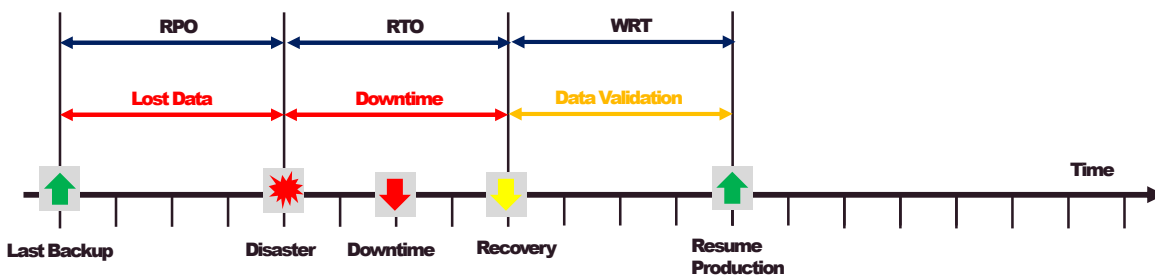 RPO
RTO
WRT
Lost Data
Downtime
Data Validation
Time
Last Backup
Disaster
Downtime
Recovery
Resume
Production